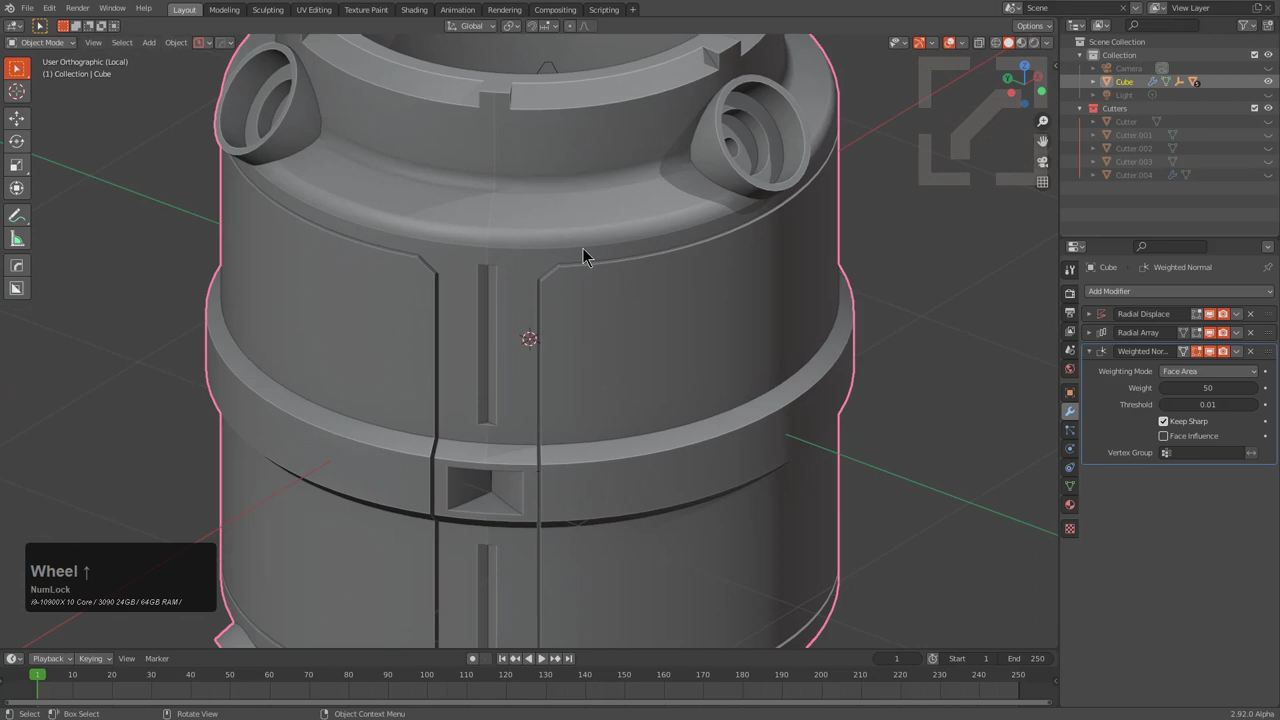 File Edit Render Window Help
Layout Modeling Sculpting UV Editing Texture Paint Shading Animation Rendering Compositing Scripting +
Scene
View Layer
Global
Options
Object Mode View Select Add Object
User Orthographic (Local)
(1) Collection | Cube
Z
Y
X
Scene Collection
Collection
Camera
Cube
Light
Cutters
Cutter
Cutter.001
Cutter.002
Cutter.003
Cutter.004
Cube Weighted Normal
Add Modifier
Radial Displace
Radial Array
Weighted Nor...
Weighting Mode Face Area
Weight 50
Threshold 0.01
Keep Sharp
Face Influence
Vertex Group
Wheel ↑
NumLock
i9-10900X 10 Core / 3090 24GB / 64GB RAM /
Playback Keying View Marker
1 Start 1 End 250
1 10 20 30 40 50 60 70 80 90 100 110 120 130 140 150 160 170 180 190 200 210 220 230 240 250
Select Box Select Rotate View Object Context Menu
2.92.0 Alpha